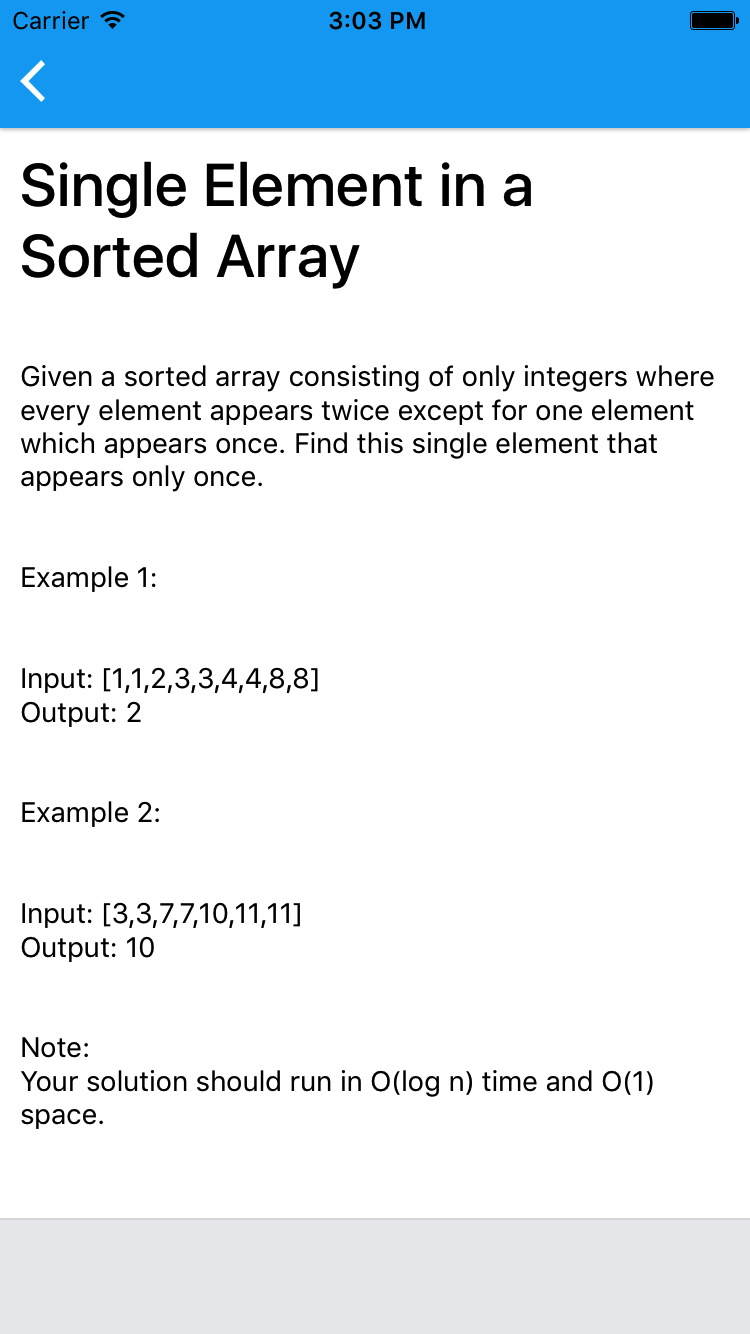 Carrier 3:03 PM
Single Element in a
Sorted Array
Given a sorted array consisting of only integers where
every element appears twice except for one element
which appears once. Find this single element that
appears only once.
Example 1:
Input: [1,1,2,3,3,4,4,8,8]
Output: 2
Example 2:
Input: [3,3,7,7,10,11,11]
Output: 10
Note:
Your solution should run in O(log n) time and O(1)
space.